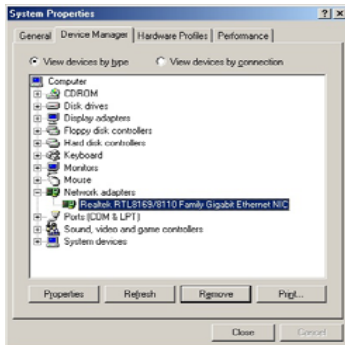 System Properties
General Device Manager Hardware Profiles Performance
View devices by type View devices by connection
Computer
CDROM
Disk drives
Display adapters
Floppy disk controllers
Hard disk controllers
Keyboard
Monitors
Mouse
Network adapters
Realtek RTL8169/8110 Family Gigabit Ethernet NIC
Ports (COM & LPT)
Sound, video and game controllers
System devices
Properties Refresh Remove Print...
Close Cancel